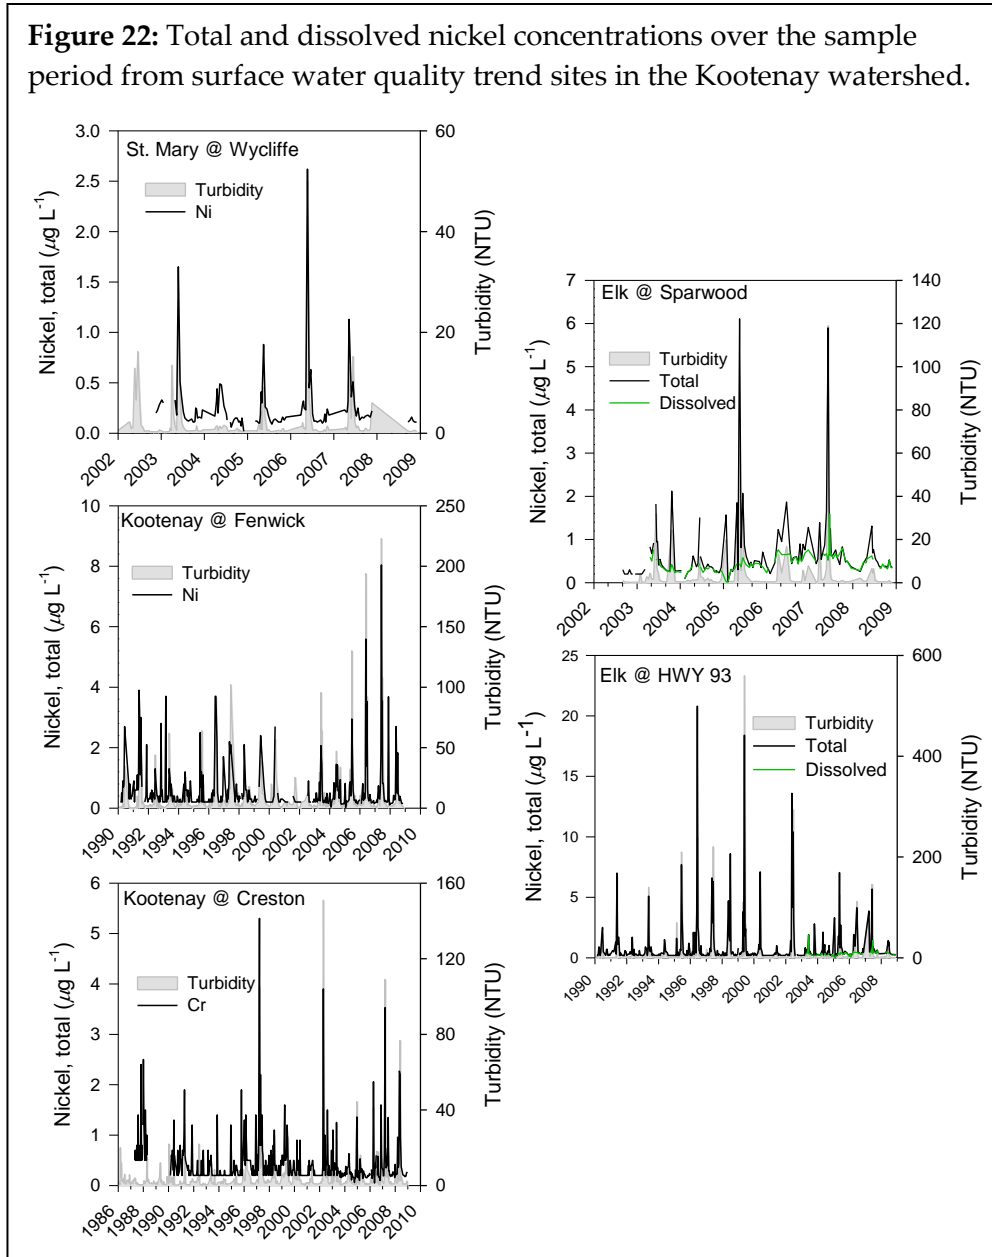 Figure 22: Total and dissolved nickel concentrations over the sample
period from surface water quality trend sites in the Kootenay watershed.
St. Mary @ Wycliffe
Turbidity
Ni
Nickel, total (µg L⁻¹)
3.0
2.5
2.0
1.5
1.0
0.5
0.0
Turbidity (NTU)
60
40
20
0
2002 2003 2004 2005 2006 2007 2008 2009
Kootenay @ Fenwick
Turbidity
Ni
Nickel, total (µg L⁻¹)
10
8
6
4
2
0
Turbidity (NTU)
250
200
150
100
50
0
1990 1992 1994 1996 1998 2000 2002 2004 2006 2008 2010
Kootenay @ Creston
Turbidity
Cr
Nickel, total (µg L⁻¹)
6
5
4
3
2
1
0
Turbidity (NTU)
160
120
80
40
0
1986 1988 1990 1992 1994 1996 1998 2000 2002 2004 2006 2008 2010
Elk @ Sparwood
Turbidity
Total
Dissolved
Nickel, total (µg L⁻¹)
7
6
5
4
3
2
1
0
Turbidity (NTU)
140
120
100
80
60
40
20
0
2002 2003 2004 2005 2006 2007 2008 2009
Elk @ HWY 93
Turbidity
Total
Dissolved
Nickel, total (µg L⁻¹)
25
20
15
10
5
0
Turbidity (NTU)
600
400
200
0
1990 1992 1994 1996 1998 2000 2002 2004 2006 2008